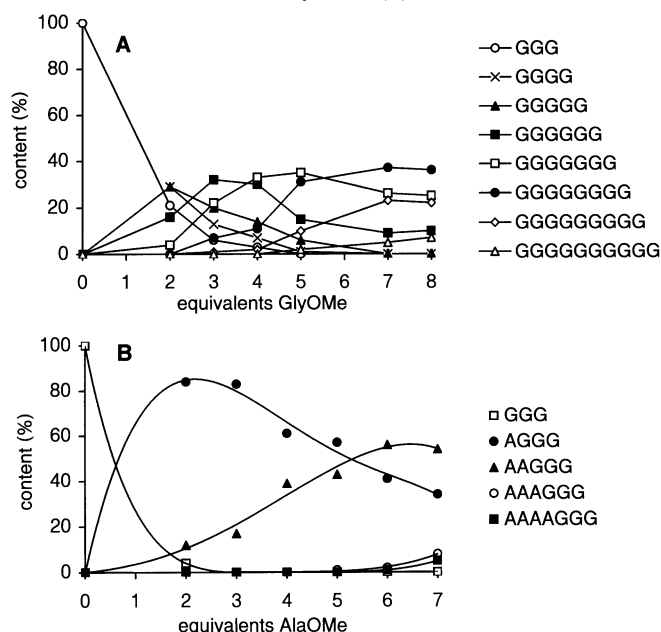 A
100
80
60
40
20
0
content (%)
0 1 2 3 4 5 6 7 8
equivalents GlyOMe
GGG
GGGG
GGGGG
GGGGGG
GGGGGGG
GGGGGGGG
GGGGGGGGG
GGGGGGGGGG
B
100
80
60
40
20
0
content (%)
0 1 2 3 4 5 6 7
equivalents AlaOMe
GGG
AGGG
AAGGG
AAAGGG
AAAAGGG